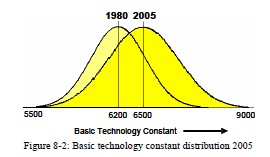 1980 2005
5500 6200 6500 9000
Basic Technology Constant
Figure 8-2: Basic technology constant distribution 2005